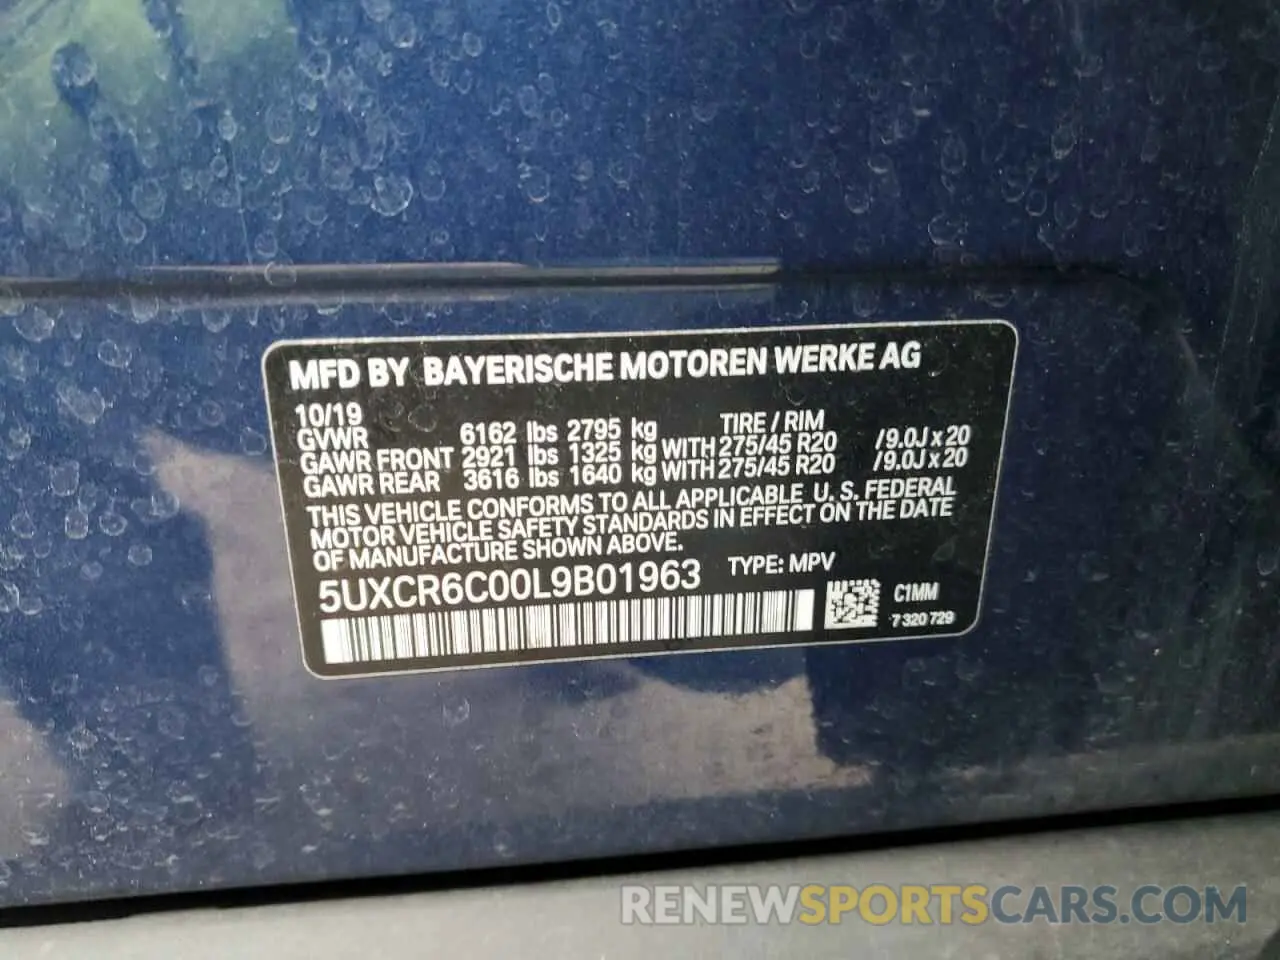 MFD BY BAYERISCHE MOTOREN WERKE AG
10/19
TIRE / RIM
GVWR 6162 lbs 2795 kg
GAWR FRONT 2921 lbs 1325 kg WITH 275/45 R20 /9.0J x 20
GAWR REAR 3616 lbs 1640 kg WITH 275/45 R20 /9.0J x 20
THIS VEHICLE CONFORMS TO ALL APPLICABLE U. S. FEDERAL
MOTOR VEHICLE SAFETY STANDARDS IN EFFECT ON THE DATE
OF MANUFACTURE SHOWN ABOVE.
5UXCR6C00L9B01963 TYPE: MPV
C1MM
7 320 729
RENEWSPORTSCARS.COM